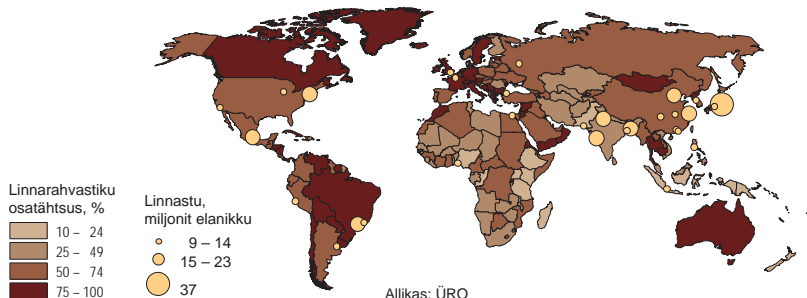 Linnarahvastiku
osatähtsus, %
10 – 24
25 – 49
50 – 74
75 – 100
Linnastu,
miljonit elanikku
9 – 14
15 – 23
37
Allikas: ÜRO